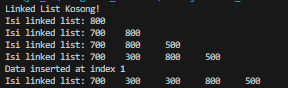 Linked List Kosong!
Isi linked list: 800
Isi linked list: 700 800
Isi linked list: 700 800 500
Isi linked list: 700 300 800 500
Data inserted at index 1
Isi linked list: 700 300 300 800 500